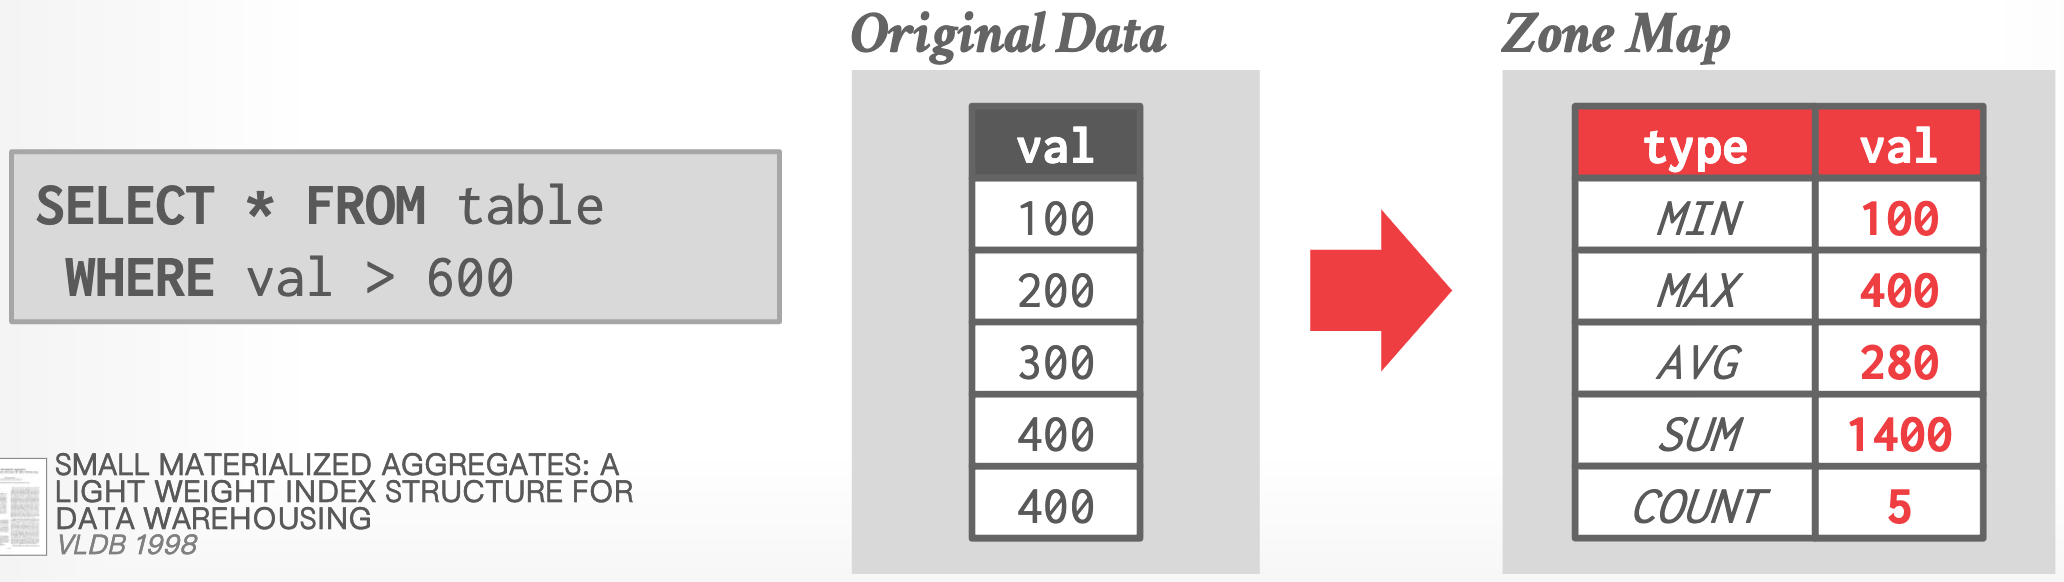 SELECT * FROM table
WHERE val > 600
SMALL MATERIALIZED AGGREGATES: A
LIGHT WEIGHT INDEX STRUCTURE FOR
DATA WAREHOUSING
VLDB 1998
Original Data
val
100
200
300
400
400
Zone Map
type val
MIN 100
MAX 400
AVG 280
SUM 1400
COUNT 5